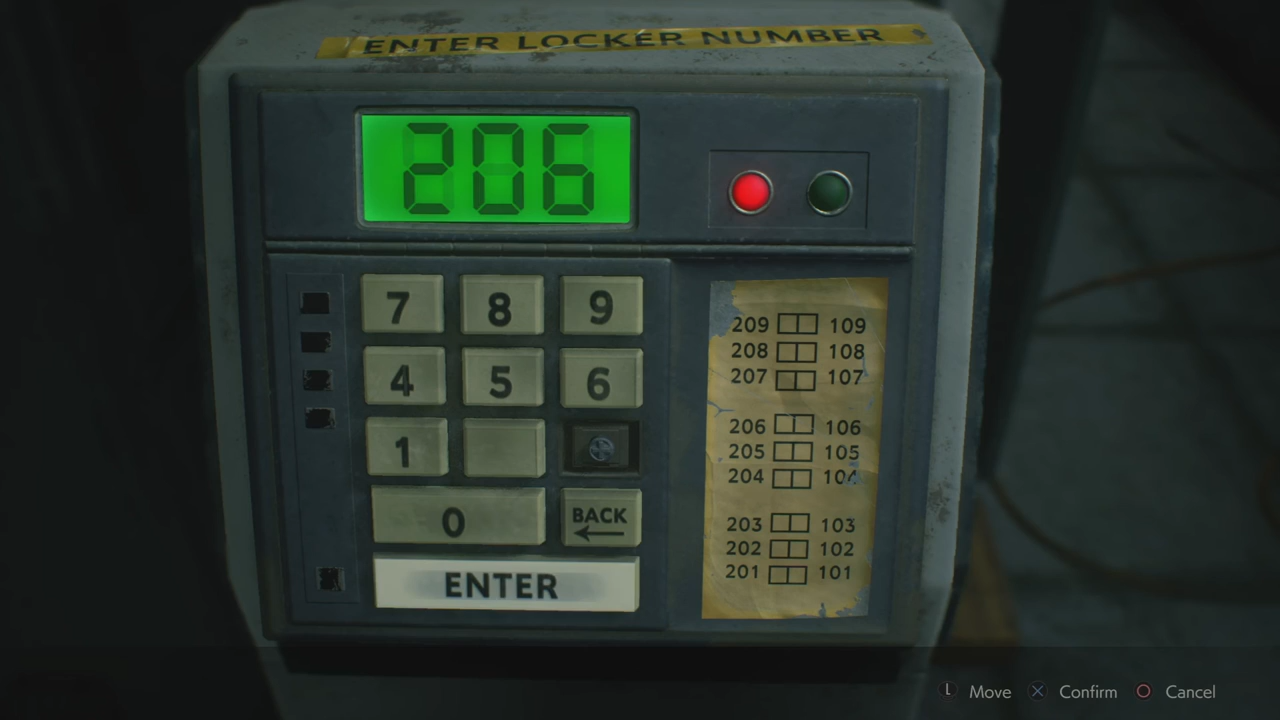 ENTER LOCKER NUMBER
206
7 8 9
4 5 6
1
0 BACK
ENTER
209 109
208 108
207 107
206 106
205 105
204 104
203 103
202 102
201 101
L Move Confirm Cancel